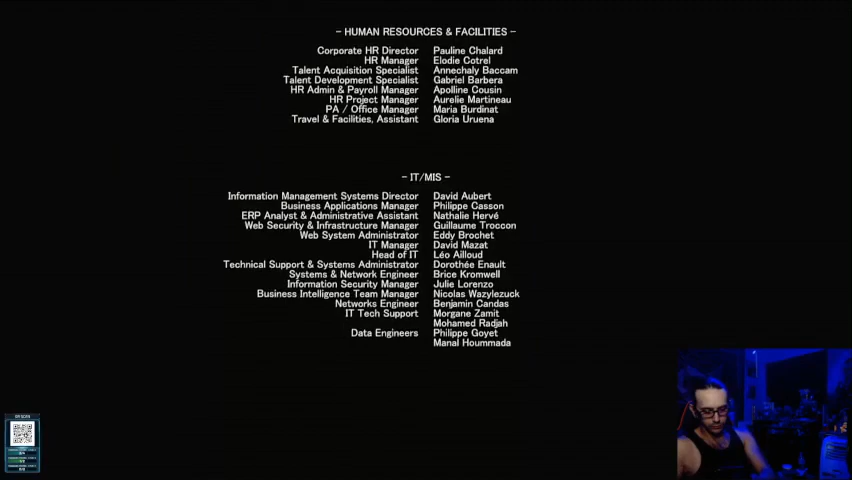 - HUMAN RESOURCES & FACILITIES -
Corporate HR Director Pauline Chalard
HR Manager Elodie Cotrel
Talent Acquisition Specialist Annechaly Baccam
Talent Development Specialist Gabriel Barbera
HR Admin & Payroll Manager Apolline Cousin
HR Project Manager Aurelie Martineau
PA / Office Manager Maria Burdinat
Travel & Facilities, Assistant Gloria Uruena
- IT/MIS -
Information Management Systems Director David Aubert
Business Applications Manager Philippe Casson
ERP Analyst & Administrative Assistant Nathalie Hervé
Web Security & Infrastructure Manager Guillaume Troccon
Web System Administrator Eddy Brochet
IT Manager David Mazat
Head of IT Léo Ailloud
Technical Support & Systems Administrator Dorothée Enault
Systems & Network Engineer Brice Kromwell
Information Security Manager Julie Lorenzo
Business Intelligence Team Manager Nicolas Wazylezuck
Networks Engineer Benjamin Candas
IT Tech Support Morgane Zamit
Mohamed Radjah
Data Engineers Philippe Goyet
Manal Hoummada